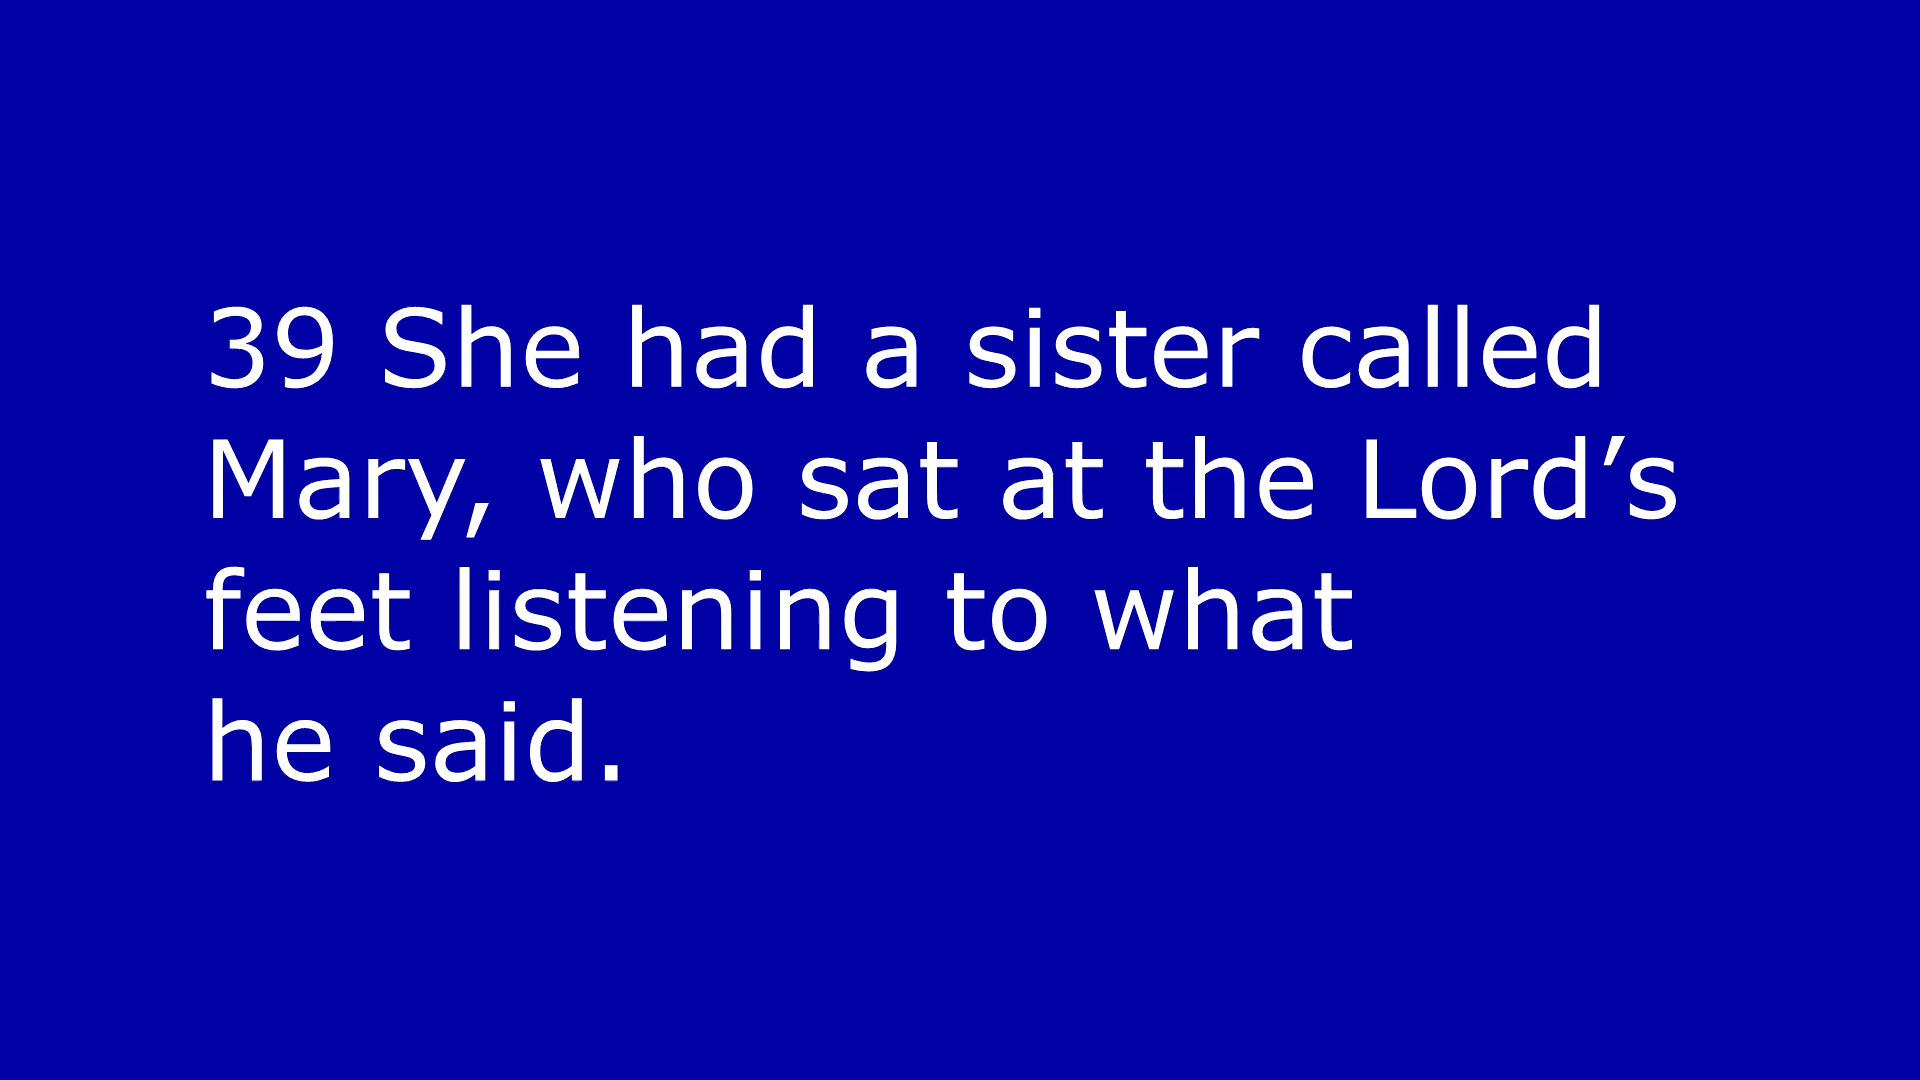 39 She had a sister called
Mary, who sat at the Lord’s
feet listening to what
he said.